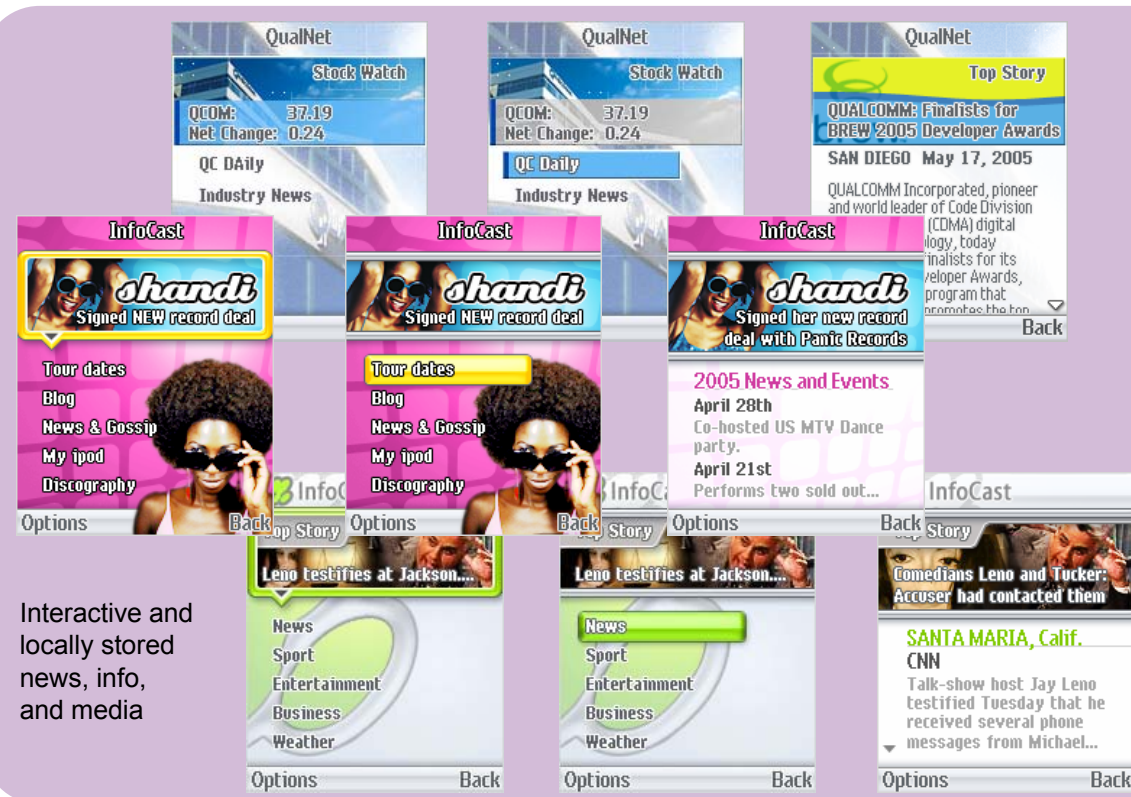 QualNet
Stock Watch
QCOM: 37.19
Net Change: 0.24
QC DAily
Industry News
QualNet
Stock Watch
QCOM: 37.19
Net Change: 0.24
QC Daily
Industry News
QualNet
Top Story
QUALCOMM: Finalists for
BREW 2005 Developer Awards
SAN DIEGO May 17, 2005
QUALCOMM Incorporated, pioneer
and world leader of Code Division
(CDMA) digital
today
its
Awards,
program that
promotes the top
Back
InfoCast
shandi
Signed NEW record deal
Tour dates
Blog
News & Gossip
My ipod
Discography
Options Back
InfoCast
shandi
Signed NEW record deal
Tour dates
Blog
News & Gossip
My ipod
Discography
Options Back
InfoCast
shandi
Signed her new record
deal with Panic Records
2005 News and Events
April 28th
Co-hosted US MTV Dance
party.
April 21st
Performs two sold out...
Options Back
Interactive and
locally stored
news, info,
and media
Top Story
Leno testifies at Jackson....
News
Sport
Entertainment
Business
Weather
Options Back
Story
Leno testifies at Jackson....
News
Sport
Entertainment
Business
Weather
Options Back
InfoCast
Story
Comedians Leno and Tucker:
Accuser had contacted them
SANTA MARIA, Calif.
CNN
Talk-show host Jay Leno
testified Tuesday that he
received several phone
messages from Michael...
Options Back